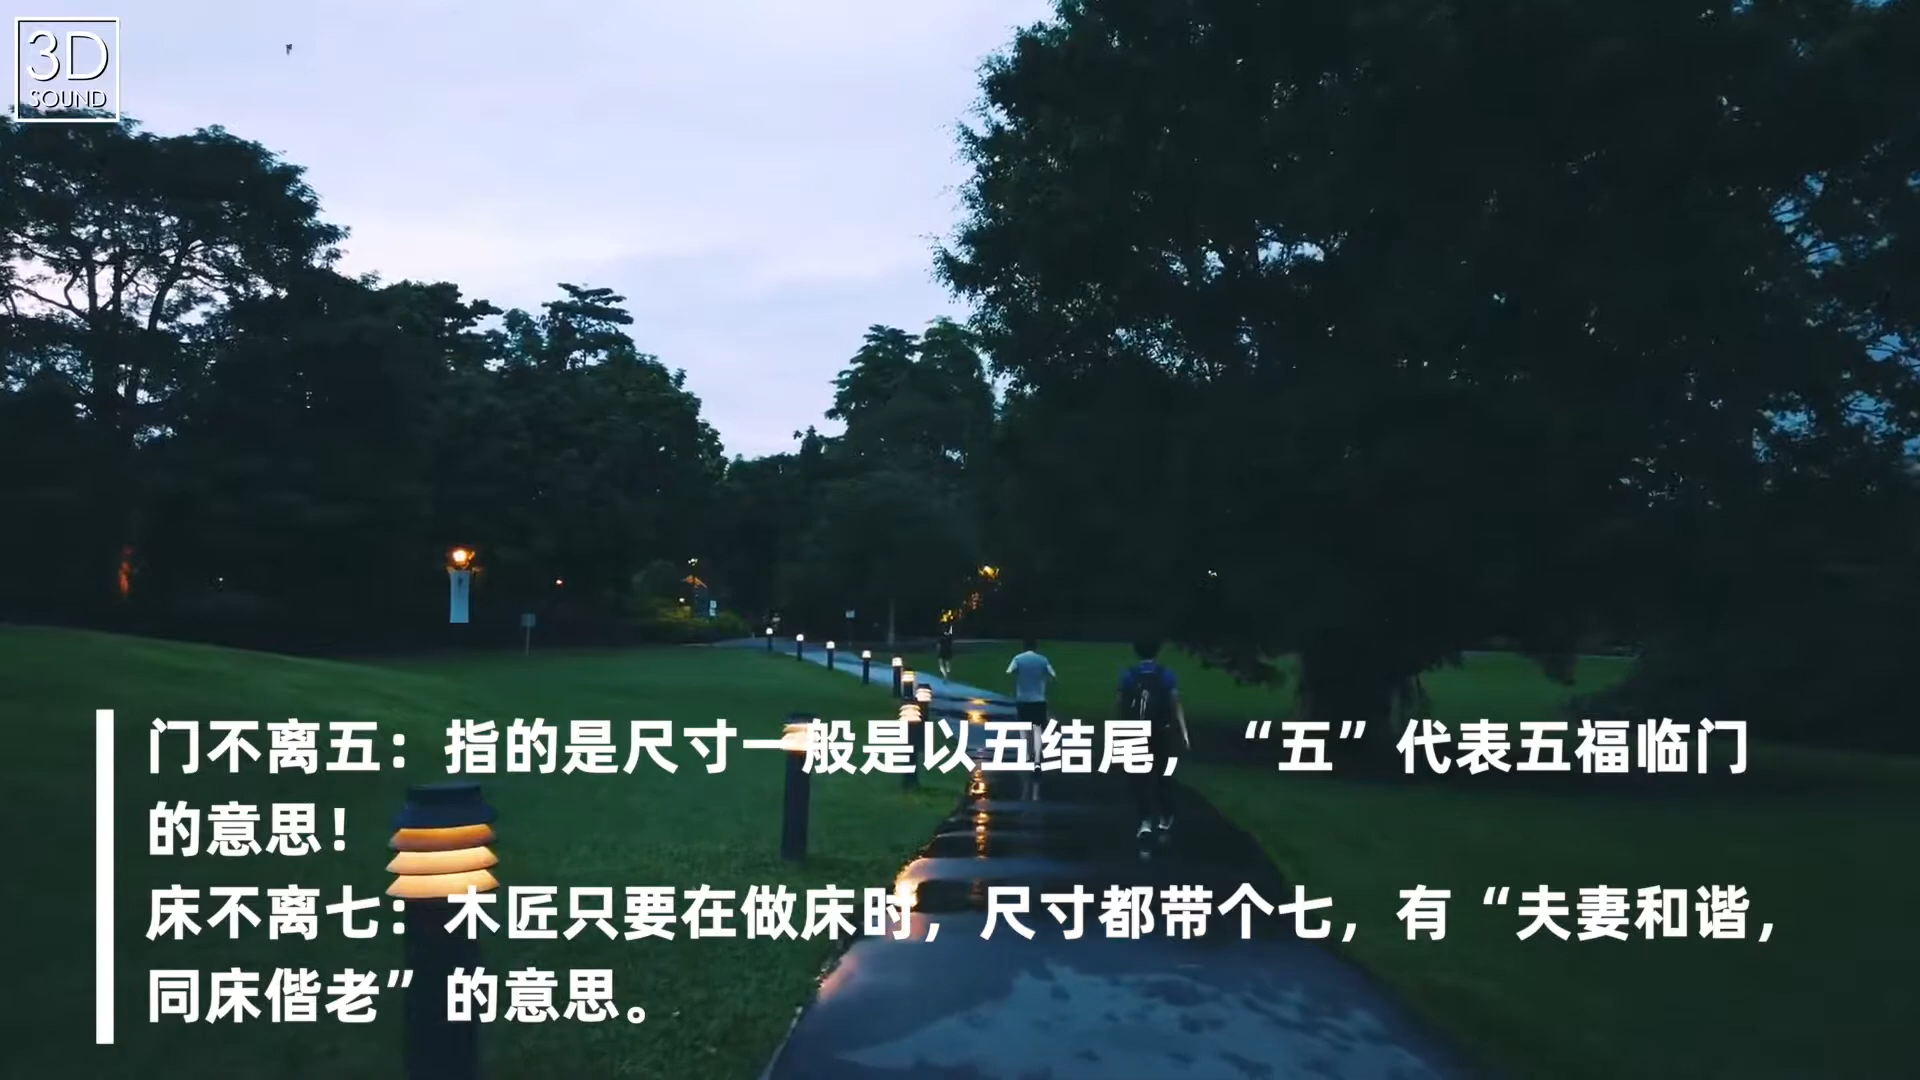 3D
SOUND
门不离五：指的是尺寸一般是以五结尾，“五”代表五福临门
的意思！
床不离七：木匠只要在做床时，尺寸都带个七，有“夫妻和谐，
同床偕老”的意思。